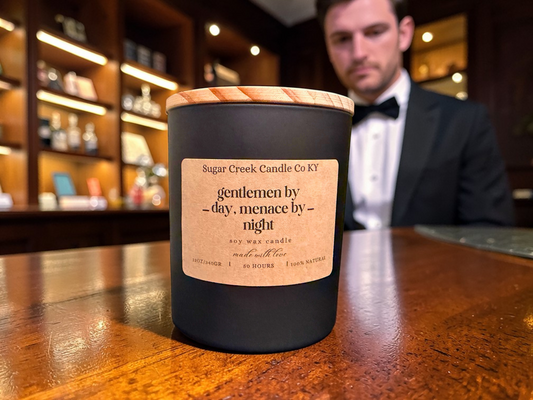 Sugar Creek Candle Co KY
gentlemen by
– day, menace by –
night
soy wax candle
made with love
| 80 HOURS | 100% NATURAL